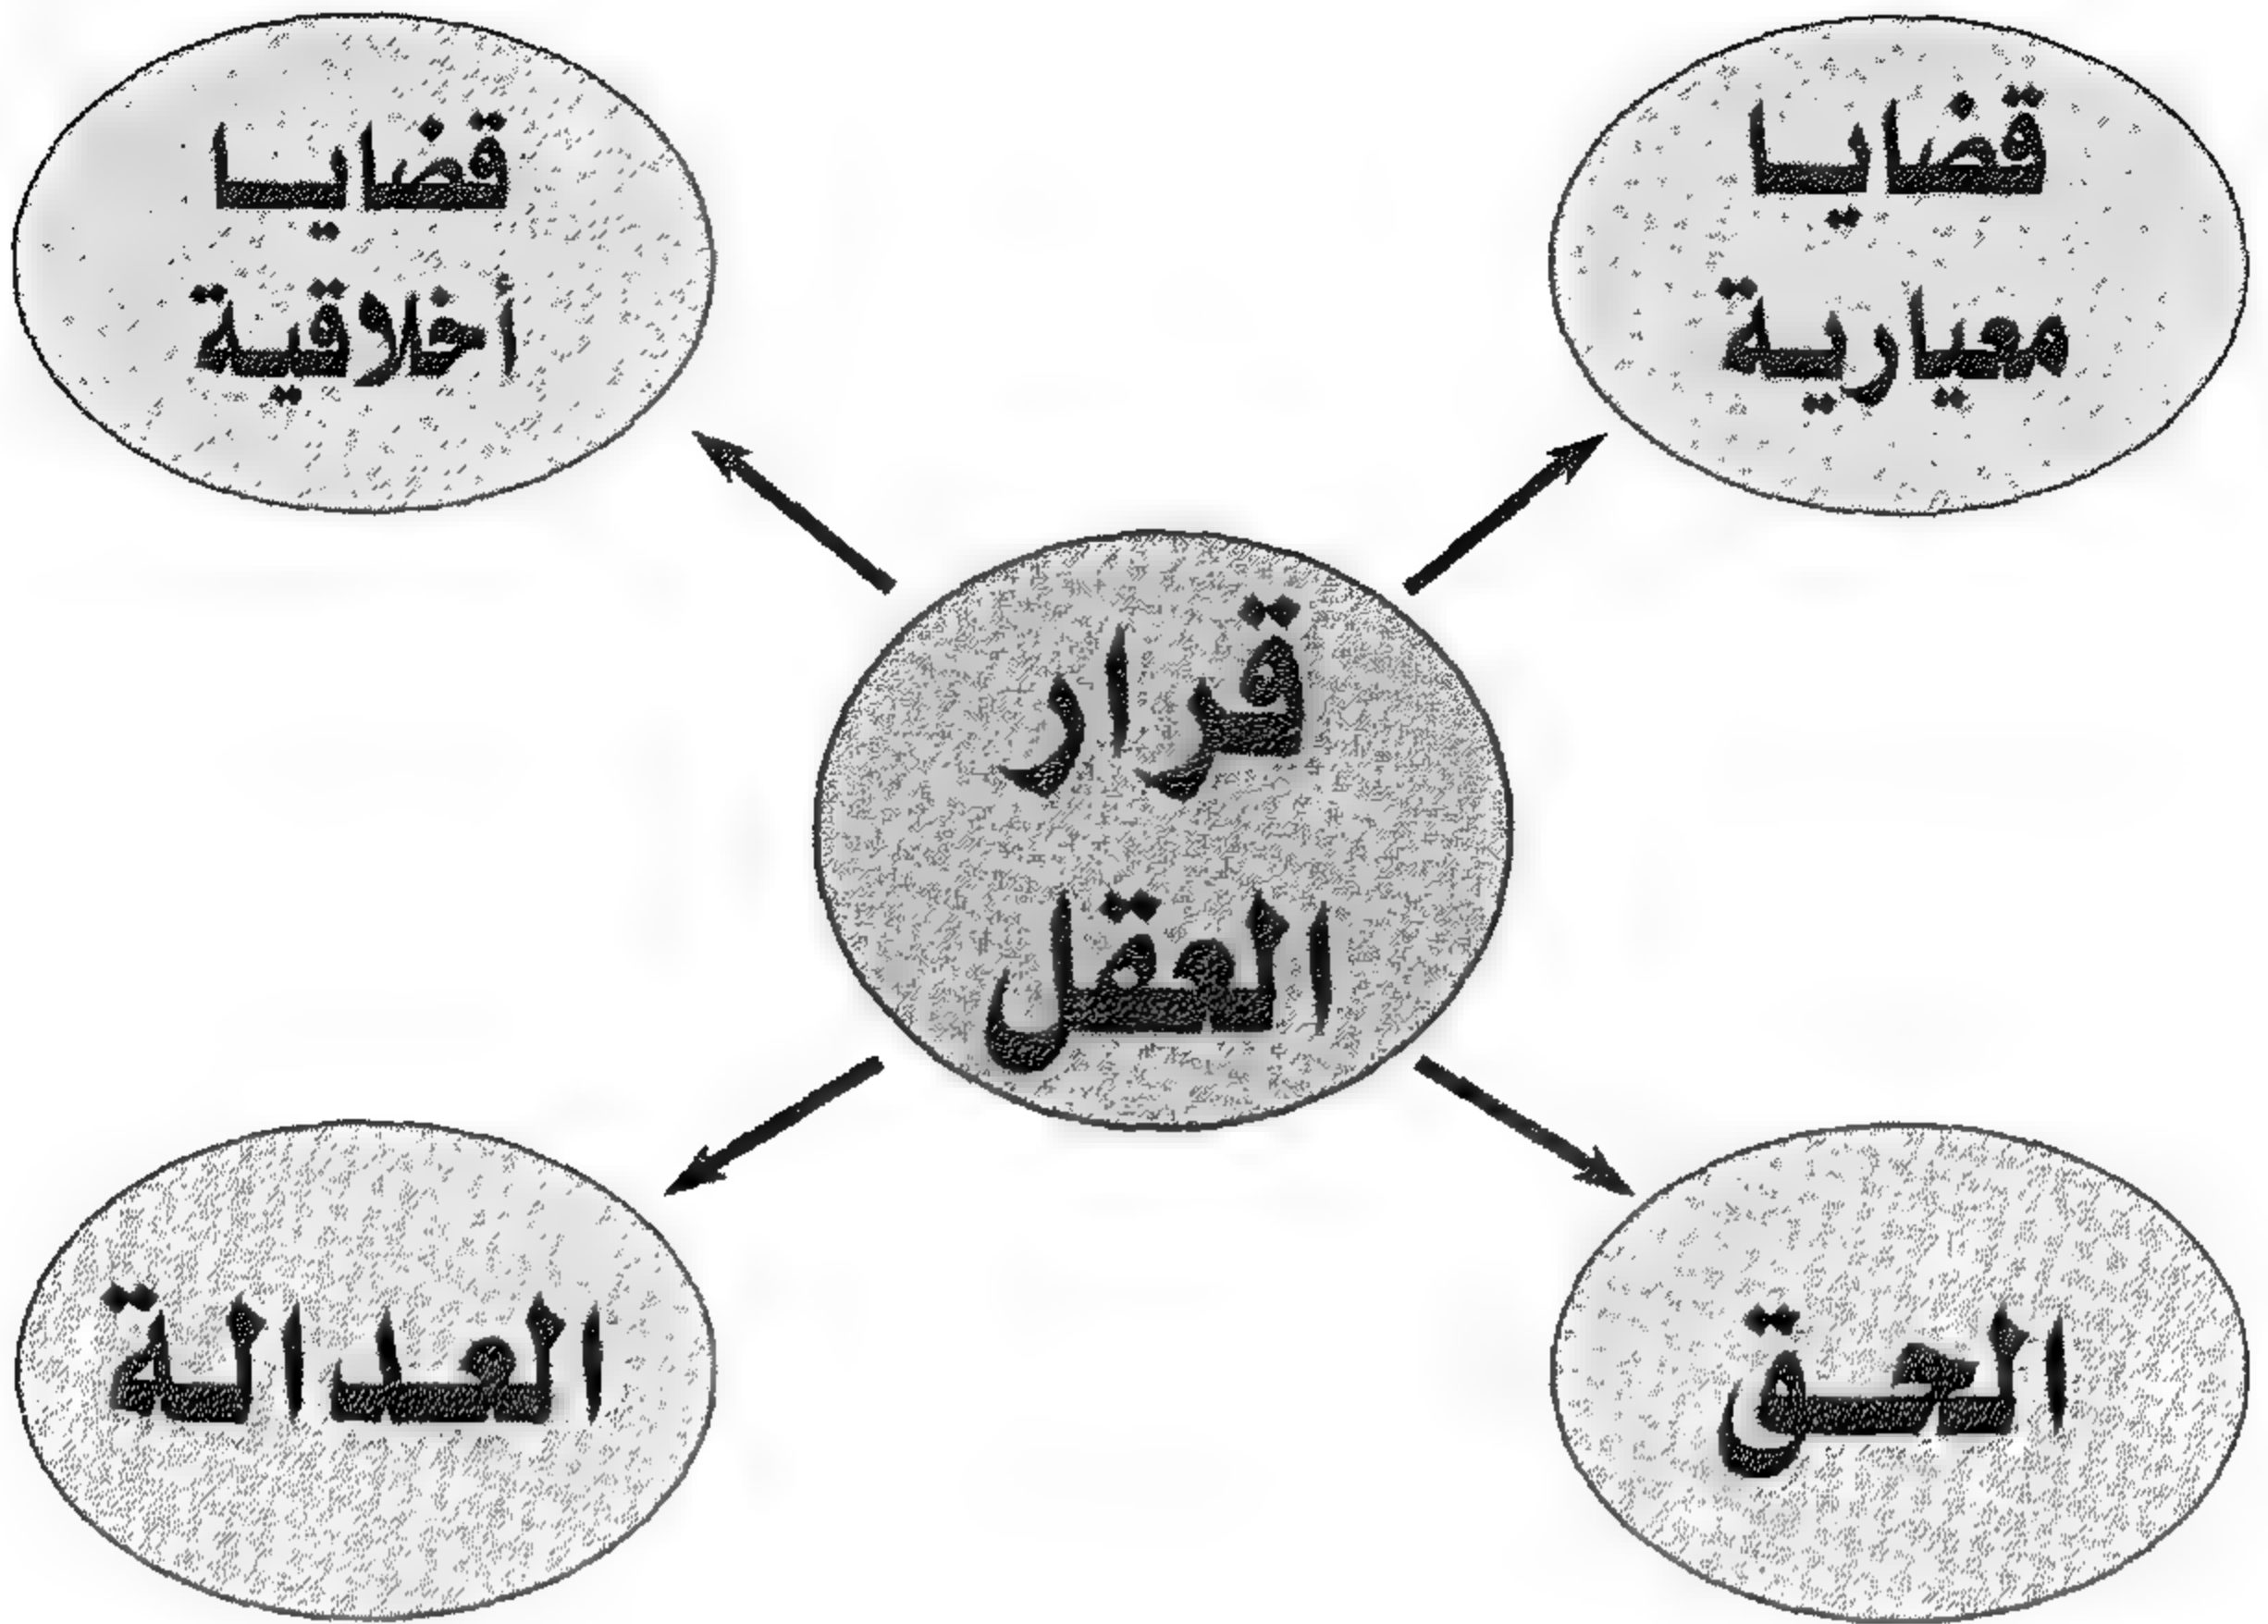 قضايا
معيارية
قضايا
أخلاقية
قرار
العقل
الحق
العدالة